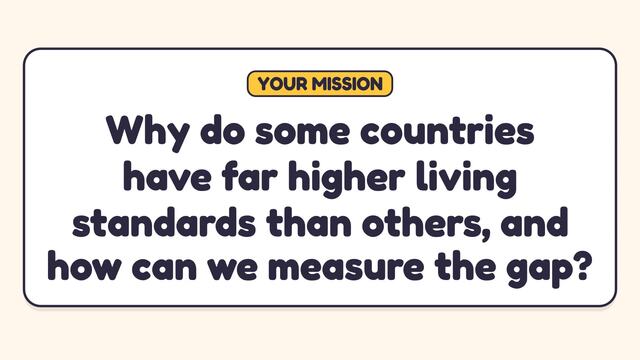 YOUR MISSION
Why do some countries
have far higher living
standards than others, and
how can we measure the gap?